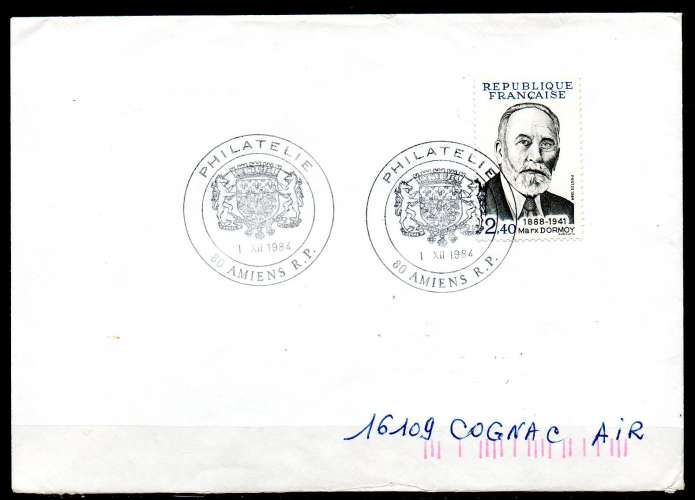 PHILATELIE
1 XII 1984
80 AMIENS R.P.
PHILATELIE
1 XII 1984
80 AMIENS R.P.
REPUBLIQUE
FRANÇAISE
1888-1941
2,40 Marx DORMOY
16109 COGNAC AiR